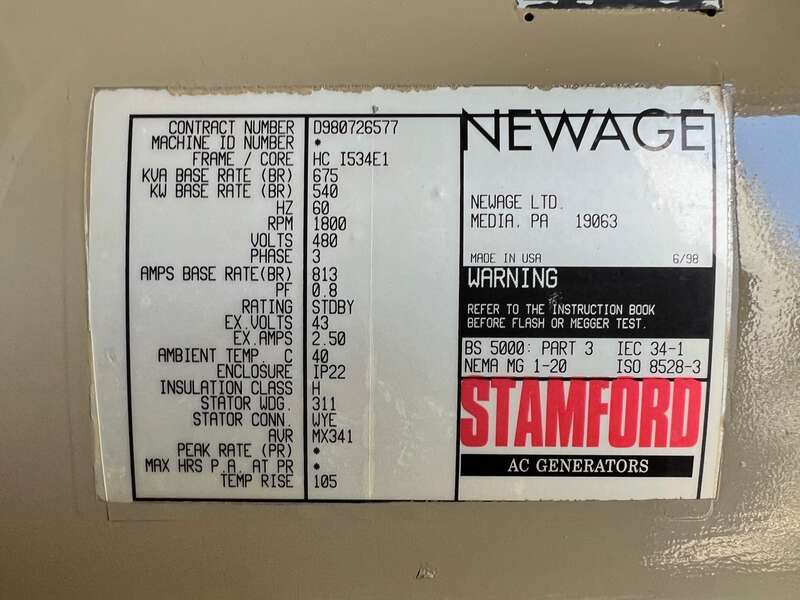 CONTRACT NUMBER D980726577
MACHINE ID NUMBER *
FRAME / CORE HC I534E1
KVA BASE RATE (BR) 675
KW BASE RATE (BR) 540
HZ 60
RPM 1800
VOLTS 480
PHASE 3
AMPS BASE RATE(BR) 813
PF 0.8
RATING STDBY
EX.VOLTS 43
EX.AMPS 2.50
AMBIENT TEMP. C 40
ENCLOSURE IP22
INSULATION CLASS H
STATOR WDG. 311
STATOR CONN. WYE
AVR MX341
PEAK RATE (PR) *
MAX HRS P.A. AT PR *
TEMP RISE 105
NEWAGE
NEWAGE LTD.
MEDIA, PA 19063
MADE IN USA 6/98
WARNING
REFER TO THE INSTRUCTION BOOK
BEFORE FLASH OR MEGGER TEST.
BS 5000: PART 3 IEC 34-1
NEMA MG 1-20 ISO 8528-3
STAMFORD
AC GENERATORS